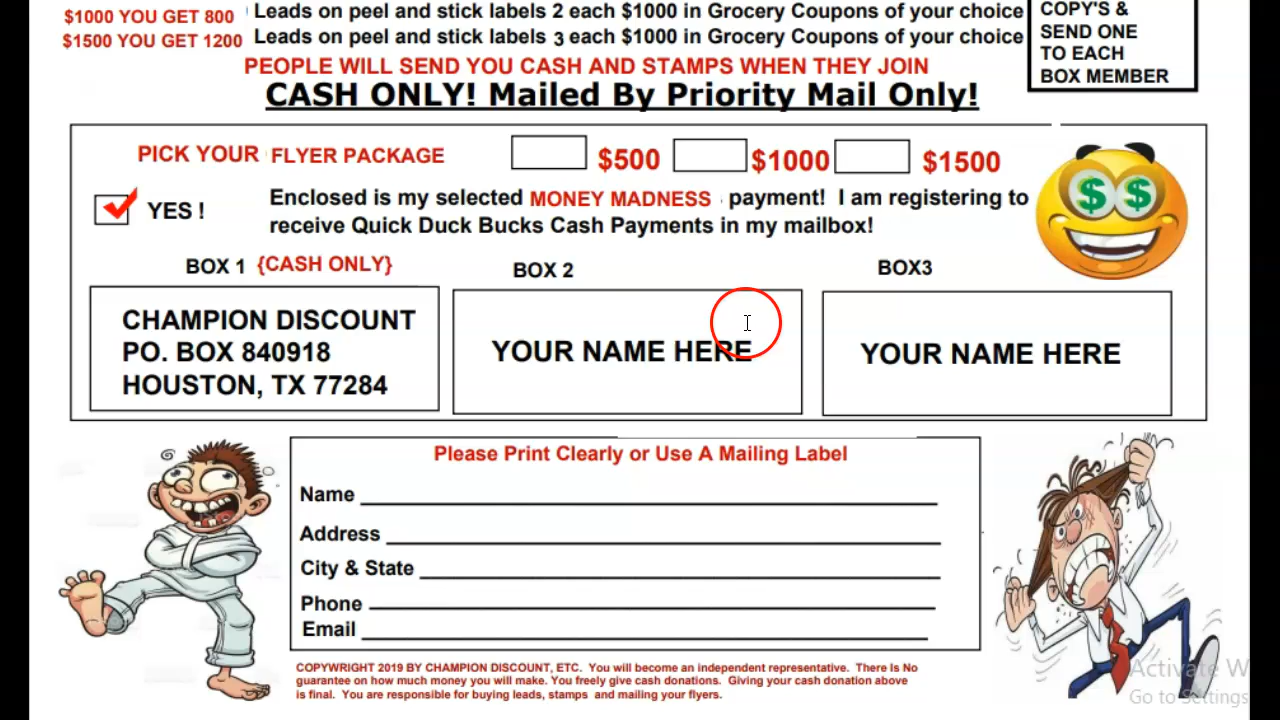 $1000 YOU GET 800 Leads on peel and stick labels 2 each $1000 in Grocery Coupons of your choice
$1500 YOU GET 1200 Leads on peel and stick labels 3 each $1000 in Grocery Coupons of your choice
PEOPLE WILL SEND YOU CASH AND STAMPS WHEN THEY JOIN
CASH ONLY! Mailed By Priority Mail Only!
COPY'S &
SEND ONE
TO EACH
BOX MEMBER
PICK YOUR FLYER PACKAGE $500 $1000 $1500
YES ! Enclosed is my selected MONEY MADNESS payment! I am registering to
receive Quick Duck Bucks Cash Payments in my mailbox!
BOX 1 {CASH ONLY}
CHAMPION DISCOUNT
PO. BOX 840918
HOUSTON, TX 77284
BOX 2
YOUR NAME HERE
BOX3
YOUR NAME HERE
Please Print Clearly or Use A Mailing Label
Name
Address
City & State
Phone
Email
COPYRIGHT 2019 BY CHAMPION DISCOUNT, ETC. You will become an independent representative. There Is No
guarantee on how much money you will make. You freely give cash donations. Giving your cash donation above
is final. You are responsible for buying leads, stamps and mailing your flyers.
Activate W
Go to Settings